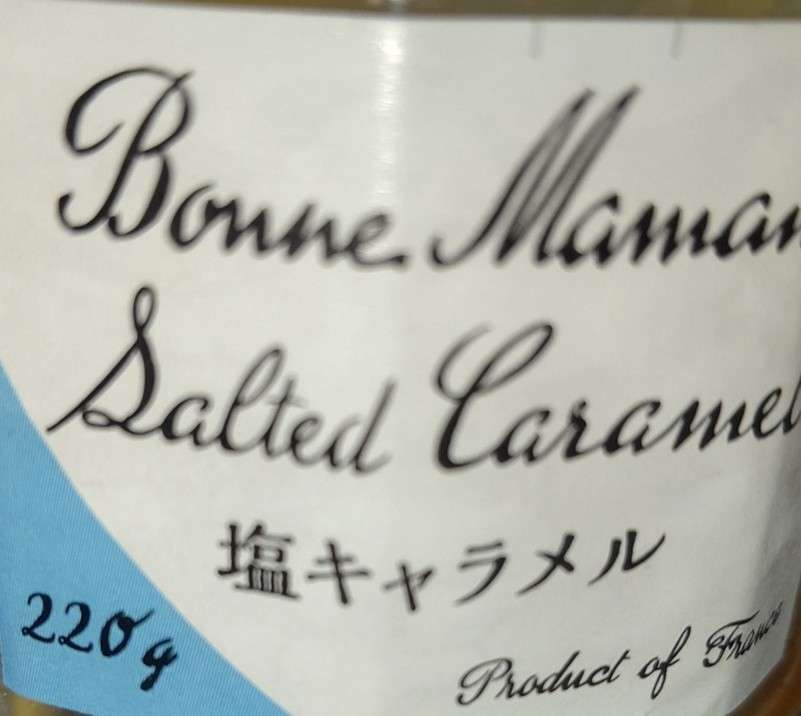 Bonne Maman
Salted Caramel
塩キャラメル
220g
Product of France